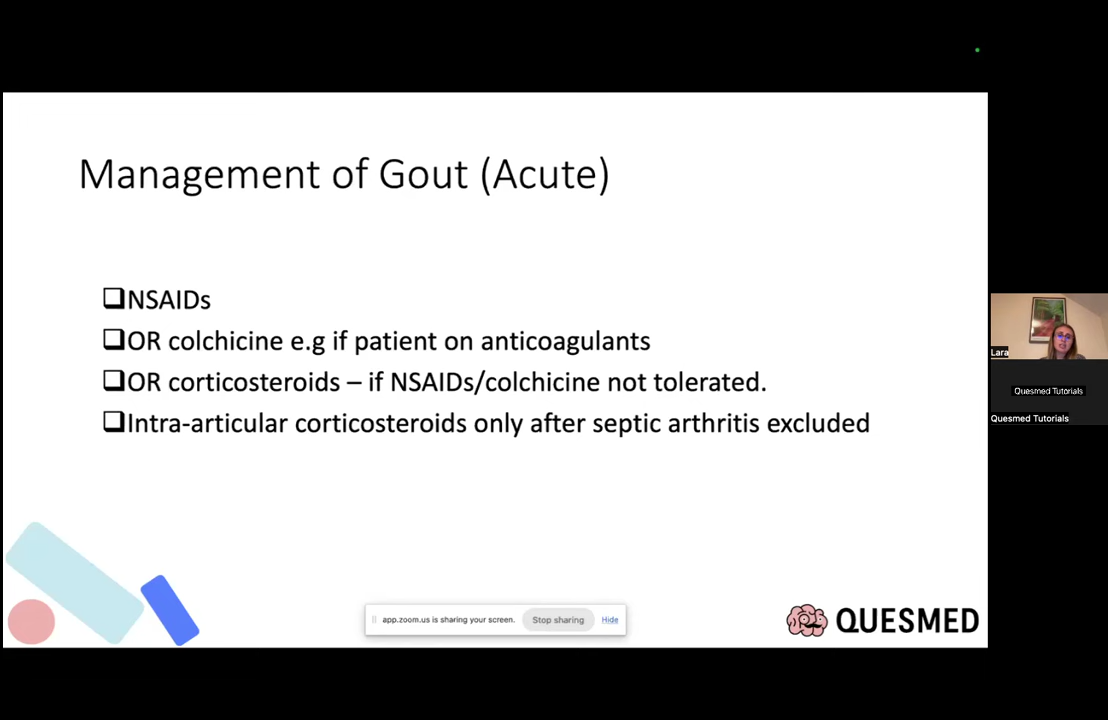 Management of Gout (Acute)
❑NSAIDs
❑OR colchicine e.g if patient on anticoagulants
❑OR corticosteroids – if NSAIDs/colchicine not tolerated.
❑Intra-articular corticosteroids only after septic arthritis excluded
app.zoom.us is sharing your screen. Stop sharing Hide
QUESMED
Lara
Quesmed Tutorials
Quesmed Tutorials